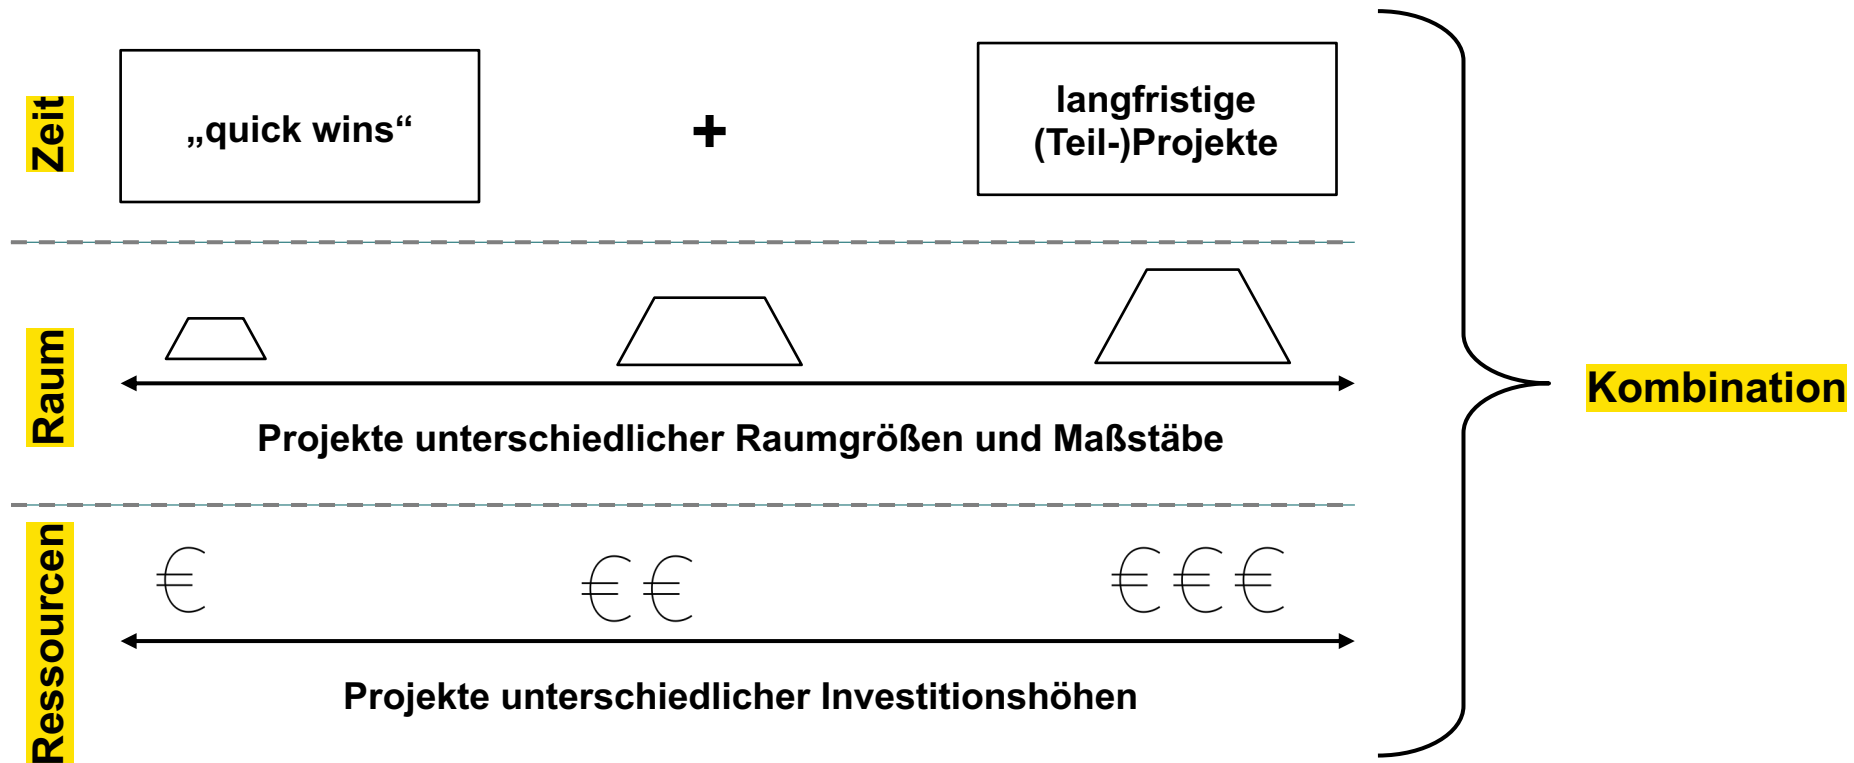 Zeit
„quick wins“
+
langfristige
(Teil-)Projekte
Raum
Projekte unterschiedlicher Raumgrößen und Maßstäbe
Kombination
Ressourcen
€
€ €
€ € €
Projekte unterschiedlicher Investitionshöhen